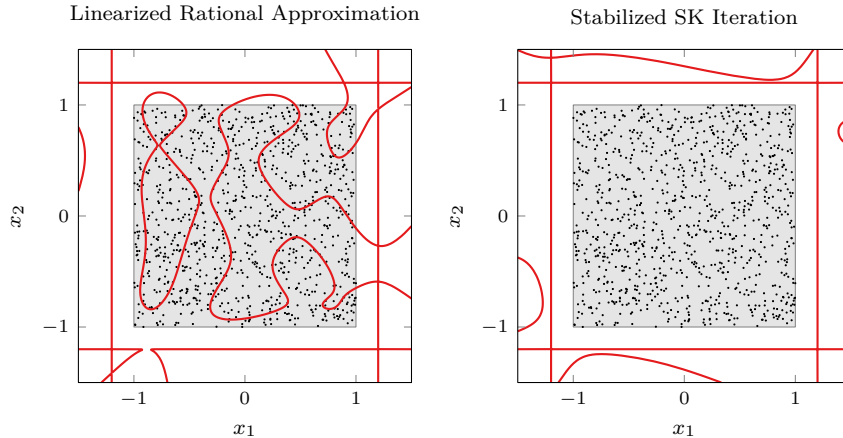 Linearized Rational Approximation
Stabilized SK Iteration
1
0
−1
x₂
−1
0
1
x₁
1
0
−1
x₂
−1
0
1
x₁